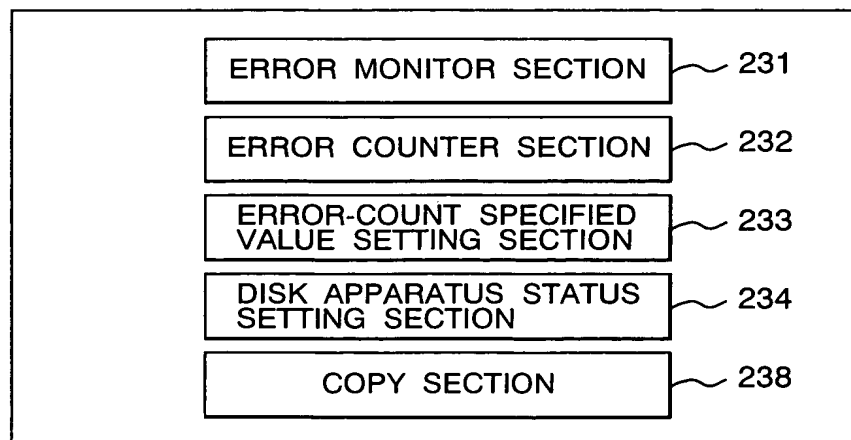 ERROR MONITOR SECTION 231
ERROR COUNTER SECTION 232
ERROR-COUNT SPECIFIED
VALUE SETTING SECTION 233
DISK APPARATUS STATUS
SETTING SECTION 234
COPY SECTION 238